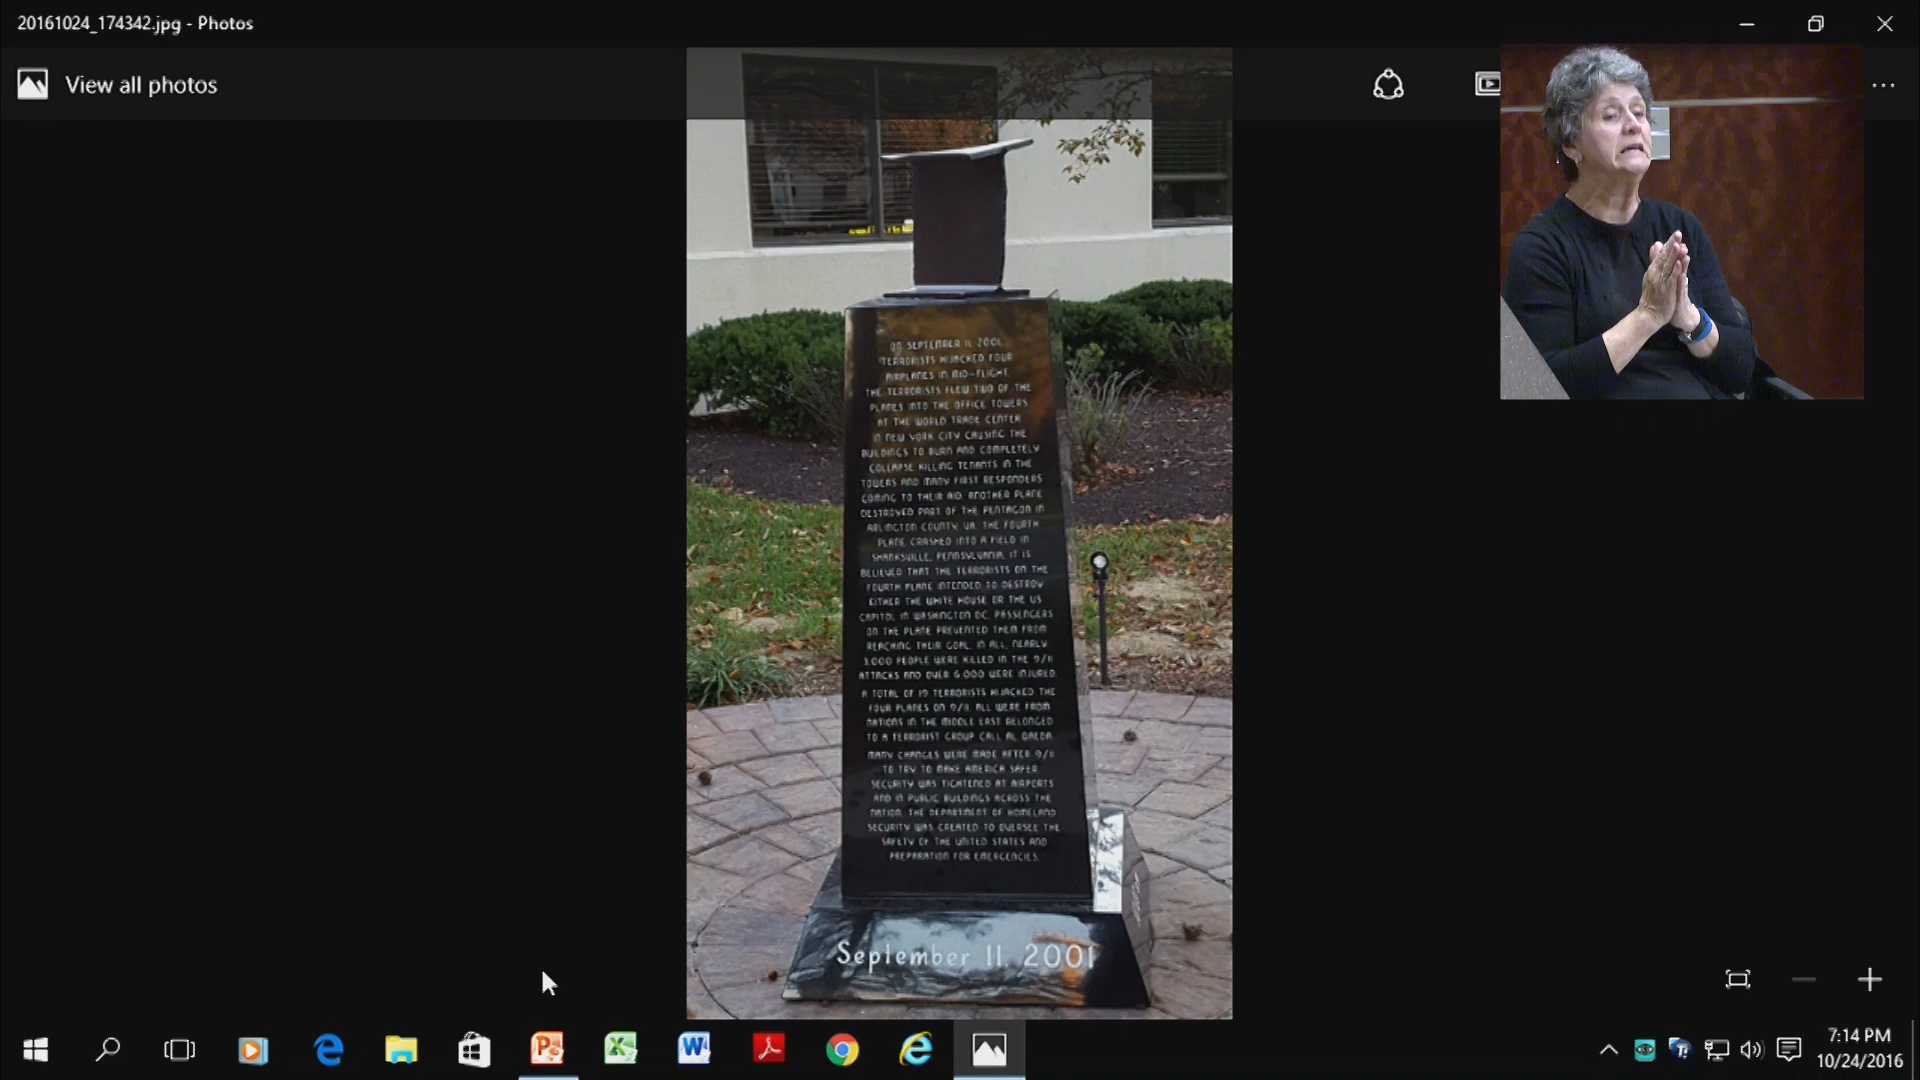 20161024_174342.jpg - Photos
View all photos
ON SEPTEMBER 11, 2001,
TERRORISTS HIJACKED FOUR
AIRPLANES IN MID-FLIGHT.
THE TERRORISTS FLEW TWO OF THE
PLANES INTO THE OFFICE TOWERS
AT THE WORLD TRADE CENTER
IN NEW YORK CITY CAUSING THE
BUILDINGS TO BURN AND COMPLETELY
COLLAPSE KILLING TENANTS IN THE
TOWERS AND MANY FIRST RESPONDERS
COMING TO THEIR AID. ANOTHER PLANE
DESTROYED PART OF THE PENTAGON IN
ARLINGTON COUNTY, VA. THE FOURTH
PLANE CRASHED INTO A FIELD IN
SHANKSVILLE, PENNSYLVANIA. IT IS
BELIEVED THAT THE TERRORISTS ON THE
FOURTH PLANE INTENDED TO DESTROY
EITHER THE WHITE HOUSE OR THE US
CAPITOL IN WASHINGTON DC. PASSENGERS
ON THE PLANE PREVENTED THEM FROM
REACHING THEIR GOAL. IN ALL, NEARLY
3,000 PEOPLE WERE KILLED IN THE 9/11
ATTACKS AND OVER 6,000 WERE INJURED.
A TOTAL OF 19 TERRORISTS HIJACKED THE
FOUR PLANES ON 9/11. ALL WERE FROM
NATIONS IN THE MIDDLE EAST BELONGED
TO A TERRORIST GROUP CALL AL QAEDA.
MANY CHANGES WERE MADE AFTER 9/11
TO TRY TO MAKE AMERICA SAFER.
SECURITY WAS TIGHTENED AT AIRPORTS
AND IN PUBLIC BUILDINGS ACROSS THE
NATION. THE DEPARTMENT OF HOMELAND
SECURITY WAS CREATED TO OVERSEE THE
SAFETY OF THE UNITED STATES AND
PREPARATION FOR EMERGENCIES.
September 11, 2001
7:14 PM
10/24/2016